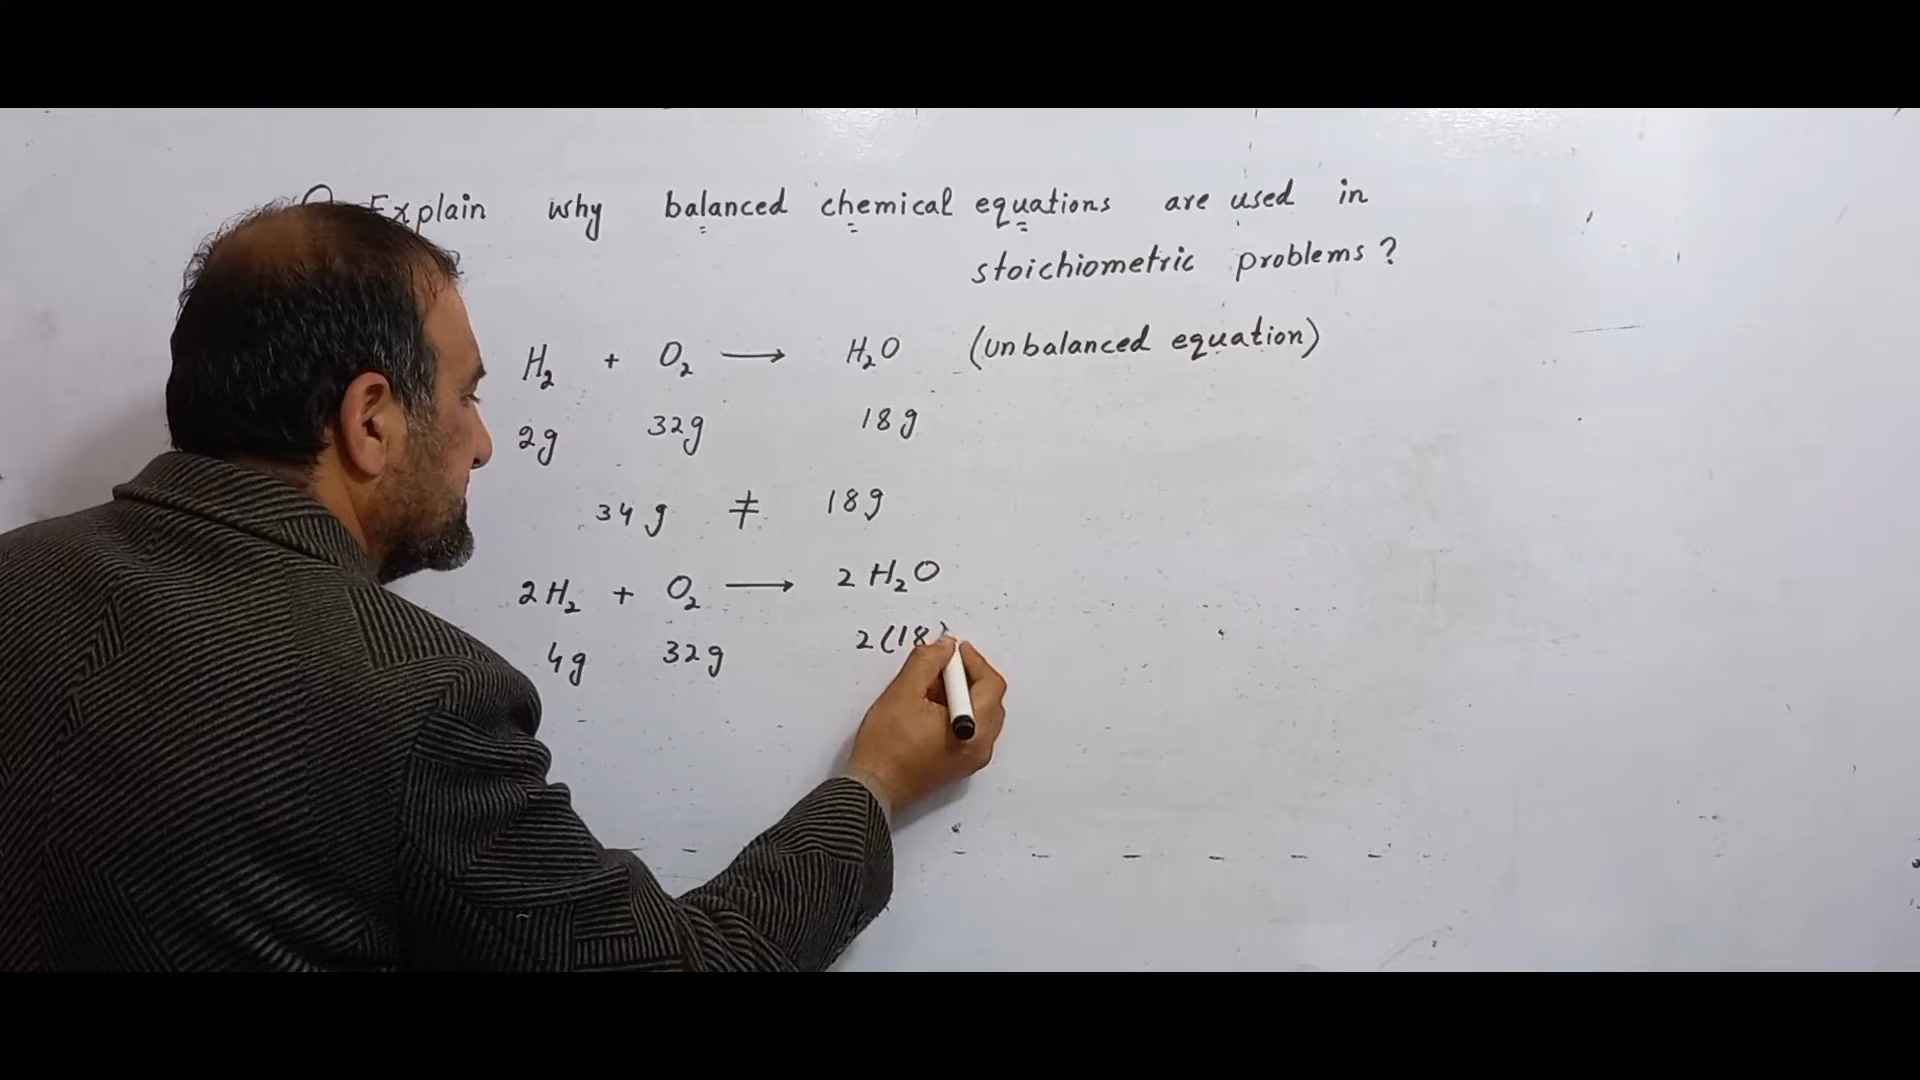 Explain why balanced chemical equations are used in
stoichiometric problems?
H₂ + O₂ ⟶ H₂O (unbalanced equation)
2g 32g 18g
34g ≠ 18g
2H₂ + O₂ ⟶ 2H₂O
4g 32g 2(18)